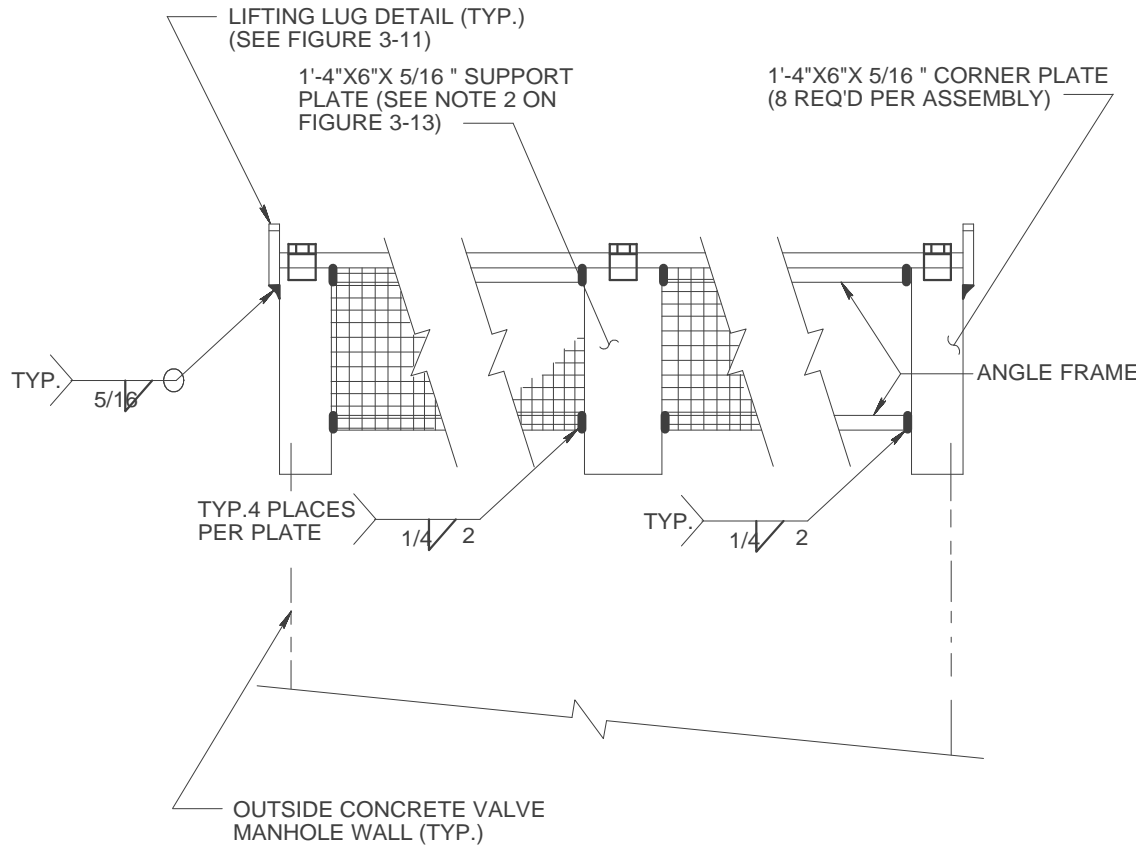 LIFTING LUG DETAIL (TYP.)
(SEE FIGURE 3-11)
1'-4"X6"X 5/16 " SUPPORT
PLATE (SEE NOTE 2 ON
FIGURE 3-13)
1'-4"X6"X 5/16 " CORNER PLATE
(8 REQ'D PER ASSEMBLY)
TYP.
5/16
ANGLE FRAME
TYP.4 PLACES
PER PLATE
1/4 2
TYP.
1/4 2
OUTSIDE CONCRETE VALVE
MANHOLE WALL (TYP.)